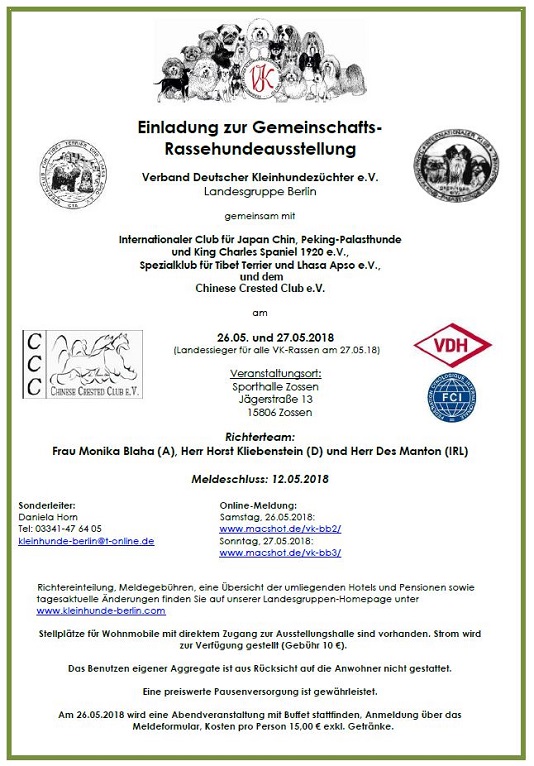 VK
Einladung zur Gemeinschafts-
Rassehundeausstellung
Verband Deutscher Kleinhundezüchter e.V.
Landesgruppe Berlin
gemeinsam mit
Internationaler Club für Japan Chin, Peking-Palasthunde
und King Charles Spaniel 1920 e.V.,
Spezialklub für Tibet Terrier und Lhasa Apso e.V.,
und dem
Chinese Crested Club e.V.
am
26.05. und 27.05.2018
(Landessieger für alle VK-Rassen am 27.05.18)
C
C
C
CHINESE CRESTED CLUB E.V.
VDH
FCI
Veranstaltungsort:
Sporthalle Zossen
Jägerstraße 13
15806 Zossen
Richterteam:
Frau Monika Blaha (A), Herr Horst Kliebenstein (D) und Herr Des Manton (IRL)
Meldeschluss: 12.05.2018
Sonderleiter:
Daniela Horn
Tel: 03341-47 64 05
kleinhunde-berlin@t-online.de
Online-Meldung:
Samstag, 26.05.2018:
www.macshot.de/vk-bb2/
Sonntag, 27.05.2018:
www.macshot.de/vk-bb3/
Richtereinteilung, Meldegebühren, eine Übersicht der umliegenden Hotels und Pensionen sowie
tagesaktuelle Änderungen finden Sie auf unserer Landesgruppen-Homepage unter
www.kleinhunde-berlin.com
Stellplätze für Wohnmobile mit direktem Zugang zur Ausstellungshalle sind vorhanden. Strom wird
zur Verfügung gestellt (Gebühr 10 €).
Das Benutzen eigener Aggregate ist aus Rücksicht auf die Anwohner nicht gestattet.
Eine preiswerte Pausenversorgung ist gewährleistet.
Am 26.05.2018 wird eine Abendveranstaltung mit Buffet stattfinden, Anmeldung über das
Meldeformular, Kosten pro Person 15,00 € exkl. Getränke.